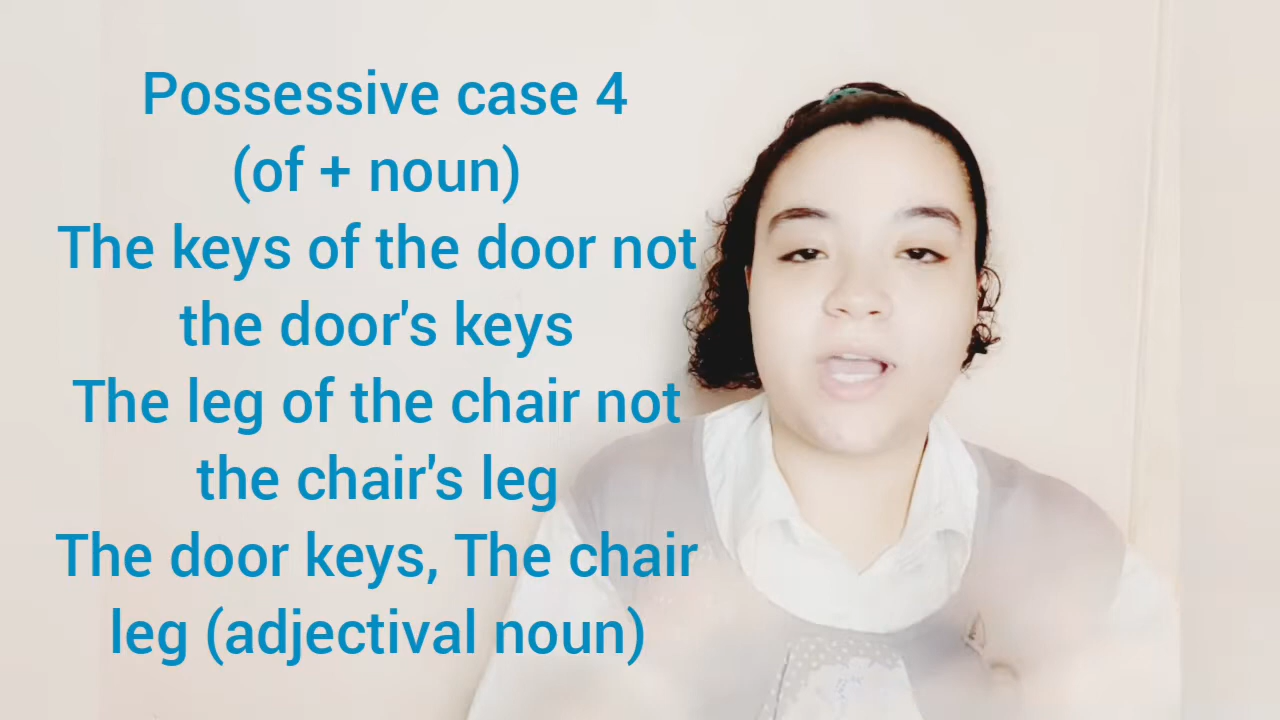 Possessive case 4
(of + noun)
The keys of the door not
the door's keys
The leg of the chair not
the chair's leg
The door keys, The chair
leg (adjectival noun)